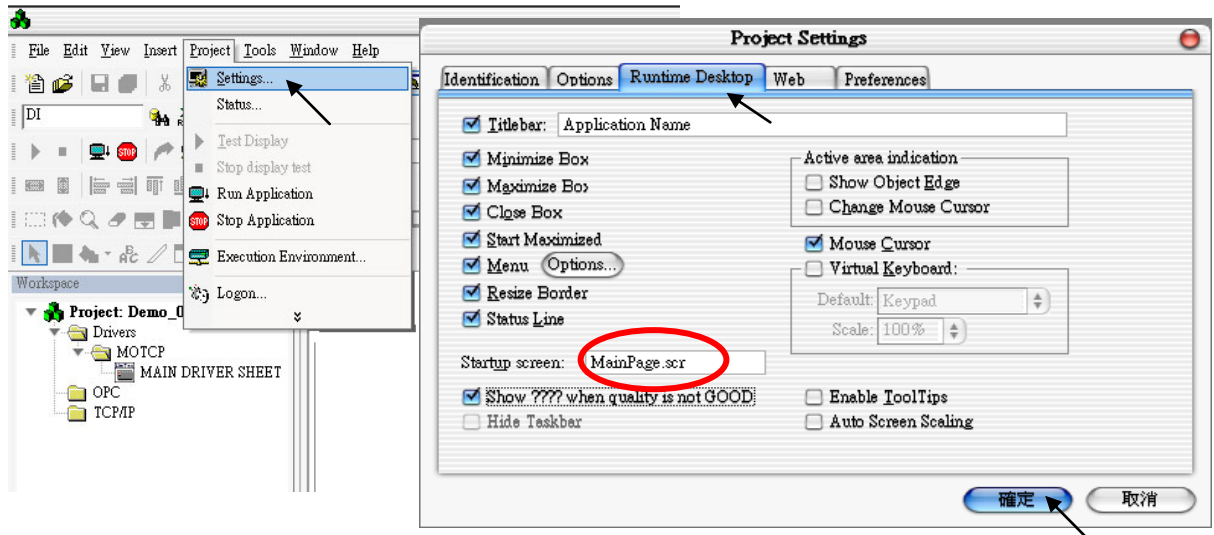 File Edit View Insert Project Tools Window Help
DI
STOP
Settings...
Status...
Test Display
Stop display test
Run Application
STOP Stop Application
Execution Environment...
Logon...
Workspace
Project: Demo_0
Drivers
MOTCP
MAIN DRIVER SHEET
OPC
TCP/IP
Project Settings
Identification Options Runtime Desktop Web Preferences
Titlebar: Application Name
Minimize Box
Maximize Box
Close Box
Start Maximized
Menu Options...
Resize Border
Status Line
Active area indication
Show Object Edge
Change Mouse Cursor
Mouse Cursor
Virtual Keyboard:
Default: Keypad
Scale: 100%
Startup screen: MainPage.scr
Show ???? when quality is not GOOD
Hide Taskbar
Enable ToolTips
Auto Screen Scaling
確定 取消